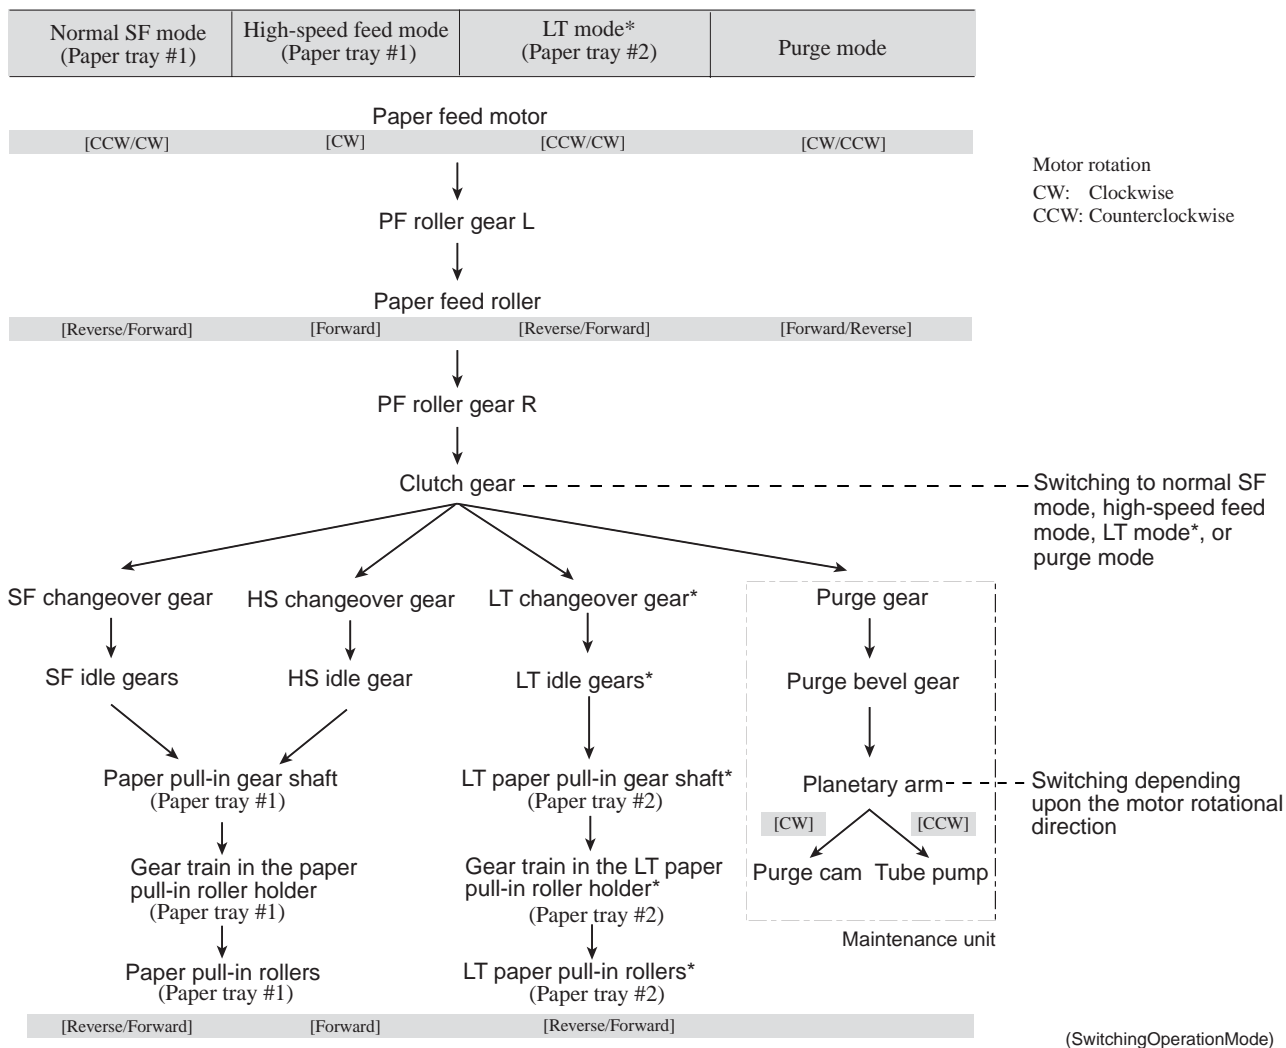 Normal SF mode
(Paper tray #1)
High-speed feed mode
(Paper tray #1)
LT mode*
(Paper tray #2)
Purge mode
Paper feed motor
[CCW/CW] [CW] [CCW/CW] [CW/CCW]
Motor rotation
CW: Clockwise
CCW: Counterclockwise
PF roller gear L
Paper feed roller
[Reverse/Forward] [Forward] [Reverse/Forward] [Forward/Reverse]
PF roller gear R
Clutch gear
Switching to normal SF
mode, high-speed feed
mode, LT mode*, or
purge mode
SF changeover gear HS changeover gear LT changeover gear* Purge gear
SF idle gears HS idle gear LT idle gears* Purge bevel gear
Paper pull-in gear shaft
(Paper tray #1)
LT paper pull-in gear shaft*
(Paper tray #2)
Planetary arm
Switching depending
upon the motor rotational
direction
[CW] [CCW]
Purge cam Tube pump
Gear train in the paper
pull-in roller holder
(Paper tray #1)
Gear train in the LT paper
pull-in roller holder*
(Paper tray #2)
Maintenance unit
Paper pull-in rollers
(Paper tray #1)
LT paper pull-in rollers*
(Paper tray #2)
[Reverse/Forward] [Forward] [Reverse/Forward]
(SwitchingOperationMode)